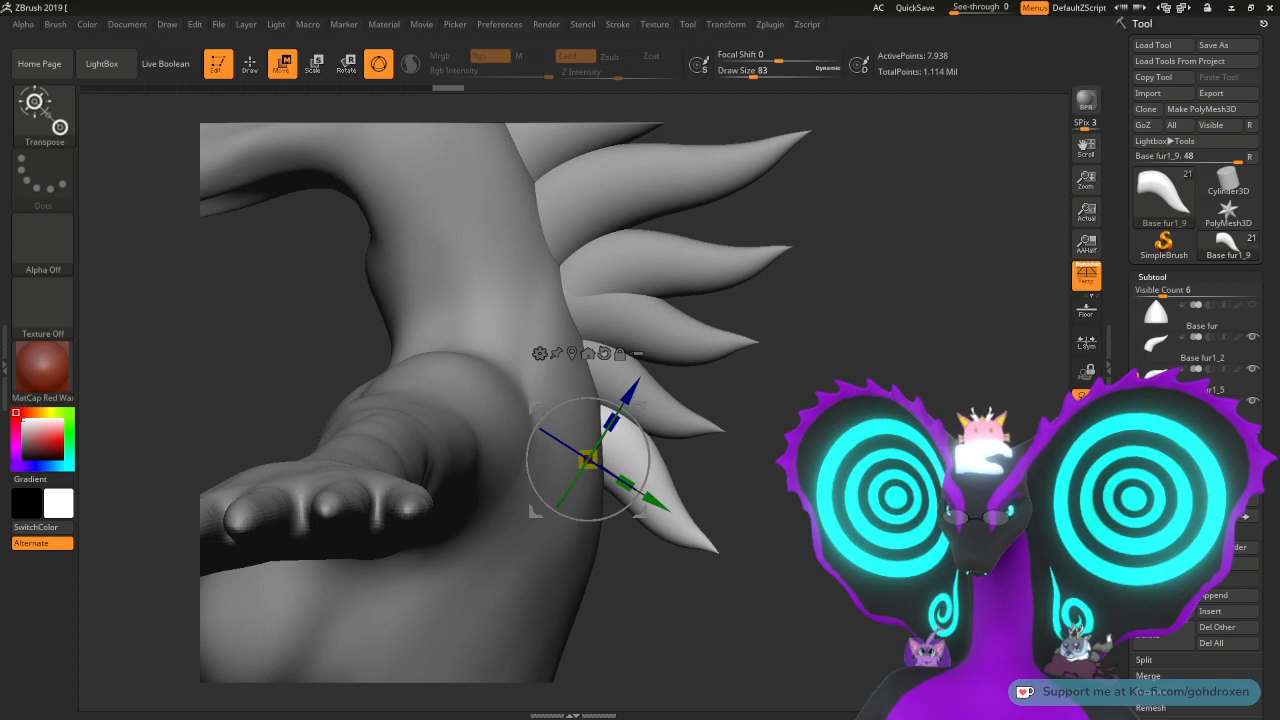 ZBrush 2019 [
AC QuickSave See-through 0 Menus DefaultZScript
Alpha Brush Color Document Draw Edit File Layer Light Macro Marker Material Movie Picker Preferences Render Stencil Stroke Texture Tool Transform Zplugin Zscript
Tool
Home Page LightBox Live Boolean Edit Draw Move Scale Rotate
Mrgb Rgb M Zadd Zsub Zcut
Rgb Intensity Z Intensity
Focal Shift 0
Draw Size 83 Dynamic
S D
ActivePoints: 7,938
TotalPoints: 1.114 Mil
Load Tool Save As
Load Tools From Project
Copy Tool Paste Tool
Import Export
Clone Make PolyMesh3D
GoZ All Visible R
Lightbox▶Tools
Base fur1_9. 48 R
21
Cylinder3D
Base fur1_9 PolyMesh3D
21
SimpleBrush Base fur1_9
Subtool
Visible Count 6
Base fur
Base fur1_2
r1_5
Transpose
Dots
Alpha Off
Texture Off
MatCap Red Wa
Gradient
SwitchColor
Alternate
BPR
SPix 3
Scroll
Zoom
Actual
AAHalf
Dynamic
Persp
Floor
L.Sym
der
ppend
Insert
Del Other
Del All
Split
Merge
Remesh
Support me at Ko-fi.com/gohdroxen